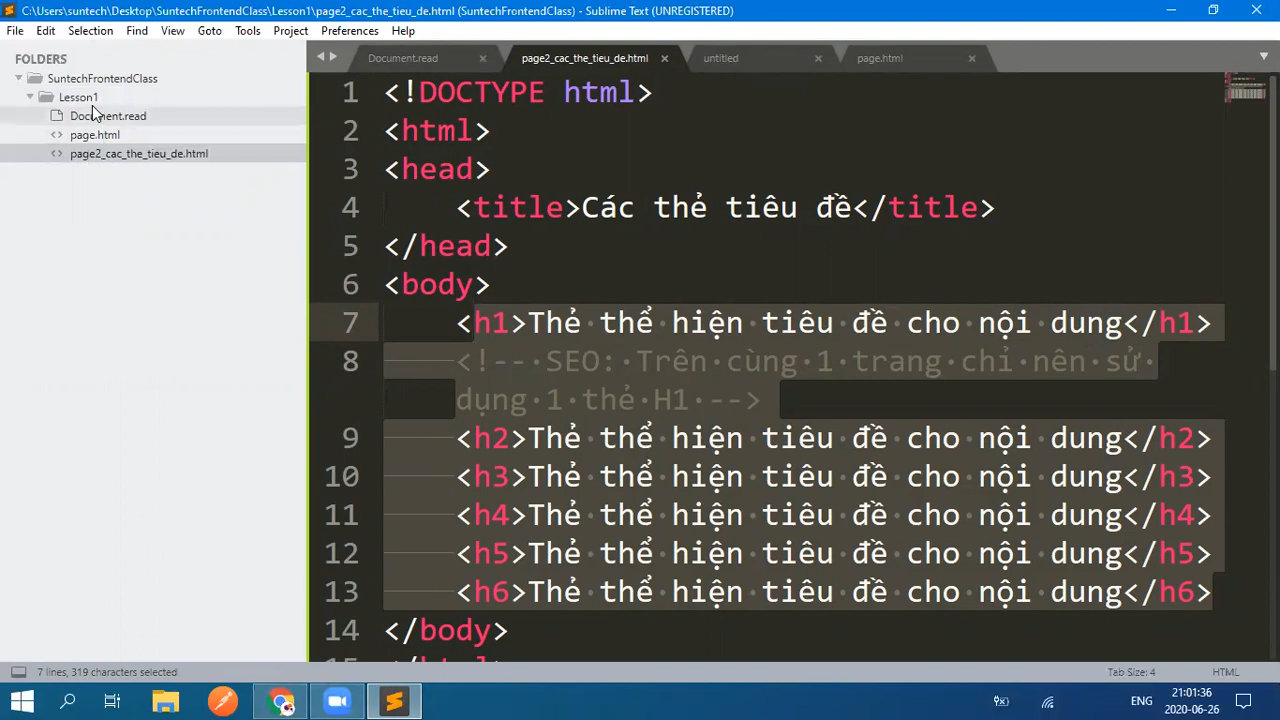 C:\Users\suntech\Desktop\SuntechFrontendClass\Lesson1\page2_cac_the_tieu_de.html (SuntechFrontendClass) - Sublime Text (UNREGISTERED)
File Edit Selection Find View Goto Tools Project Preferences Help
FOLDERS
SuntechFrontendClass
Lesson1
Document.read
page.html
page2_cac_the_tieu_de.html
Document.read page2_cac_the_tieu_de.html untitled page.html
1 <!DOCTYPE html>
2 <html>
3 <head>
4 <title>Các thẻ tiêu đề</title>
5 </head>
6 <body>
7 <h1>Thẻ thể hiện tiêu đề cho nội dung</h1>
8 <!-- SEO: Trên cùng 1 trang chỉ nên sử
dụng 1 thẻ H1 -->
9 <h2>Thẻ thể hiện tiêu đề cho nội dung</h2>
10 <h3>Thẻ thể hiện tiêu đề cho nội dung</h3>
11 <h4>Thẻ thể hiện tiêu đề cho nội dung</h4>
12 <h5>Thẻ thể hiện tiêu đề cho nội dung</h5>
13 <h6>Thẻ thể hiện tiêu đề cho nội dung</h6>
14 </body>
7 lines, 319 characters selected Tab Size: 4 HTML
ENG
21:01:36
2020-06-26